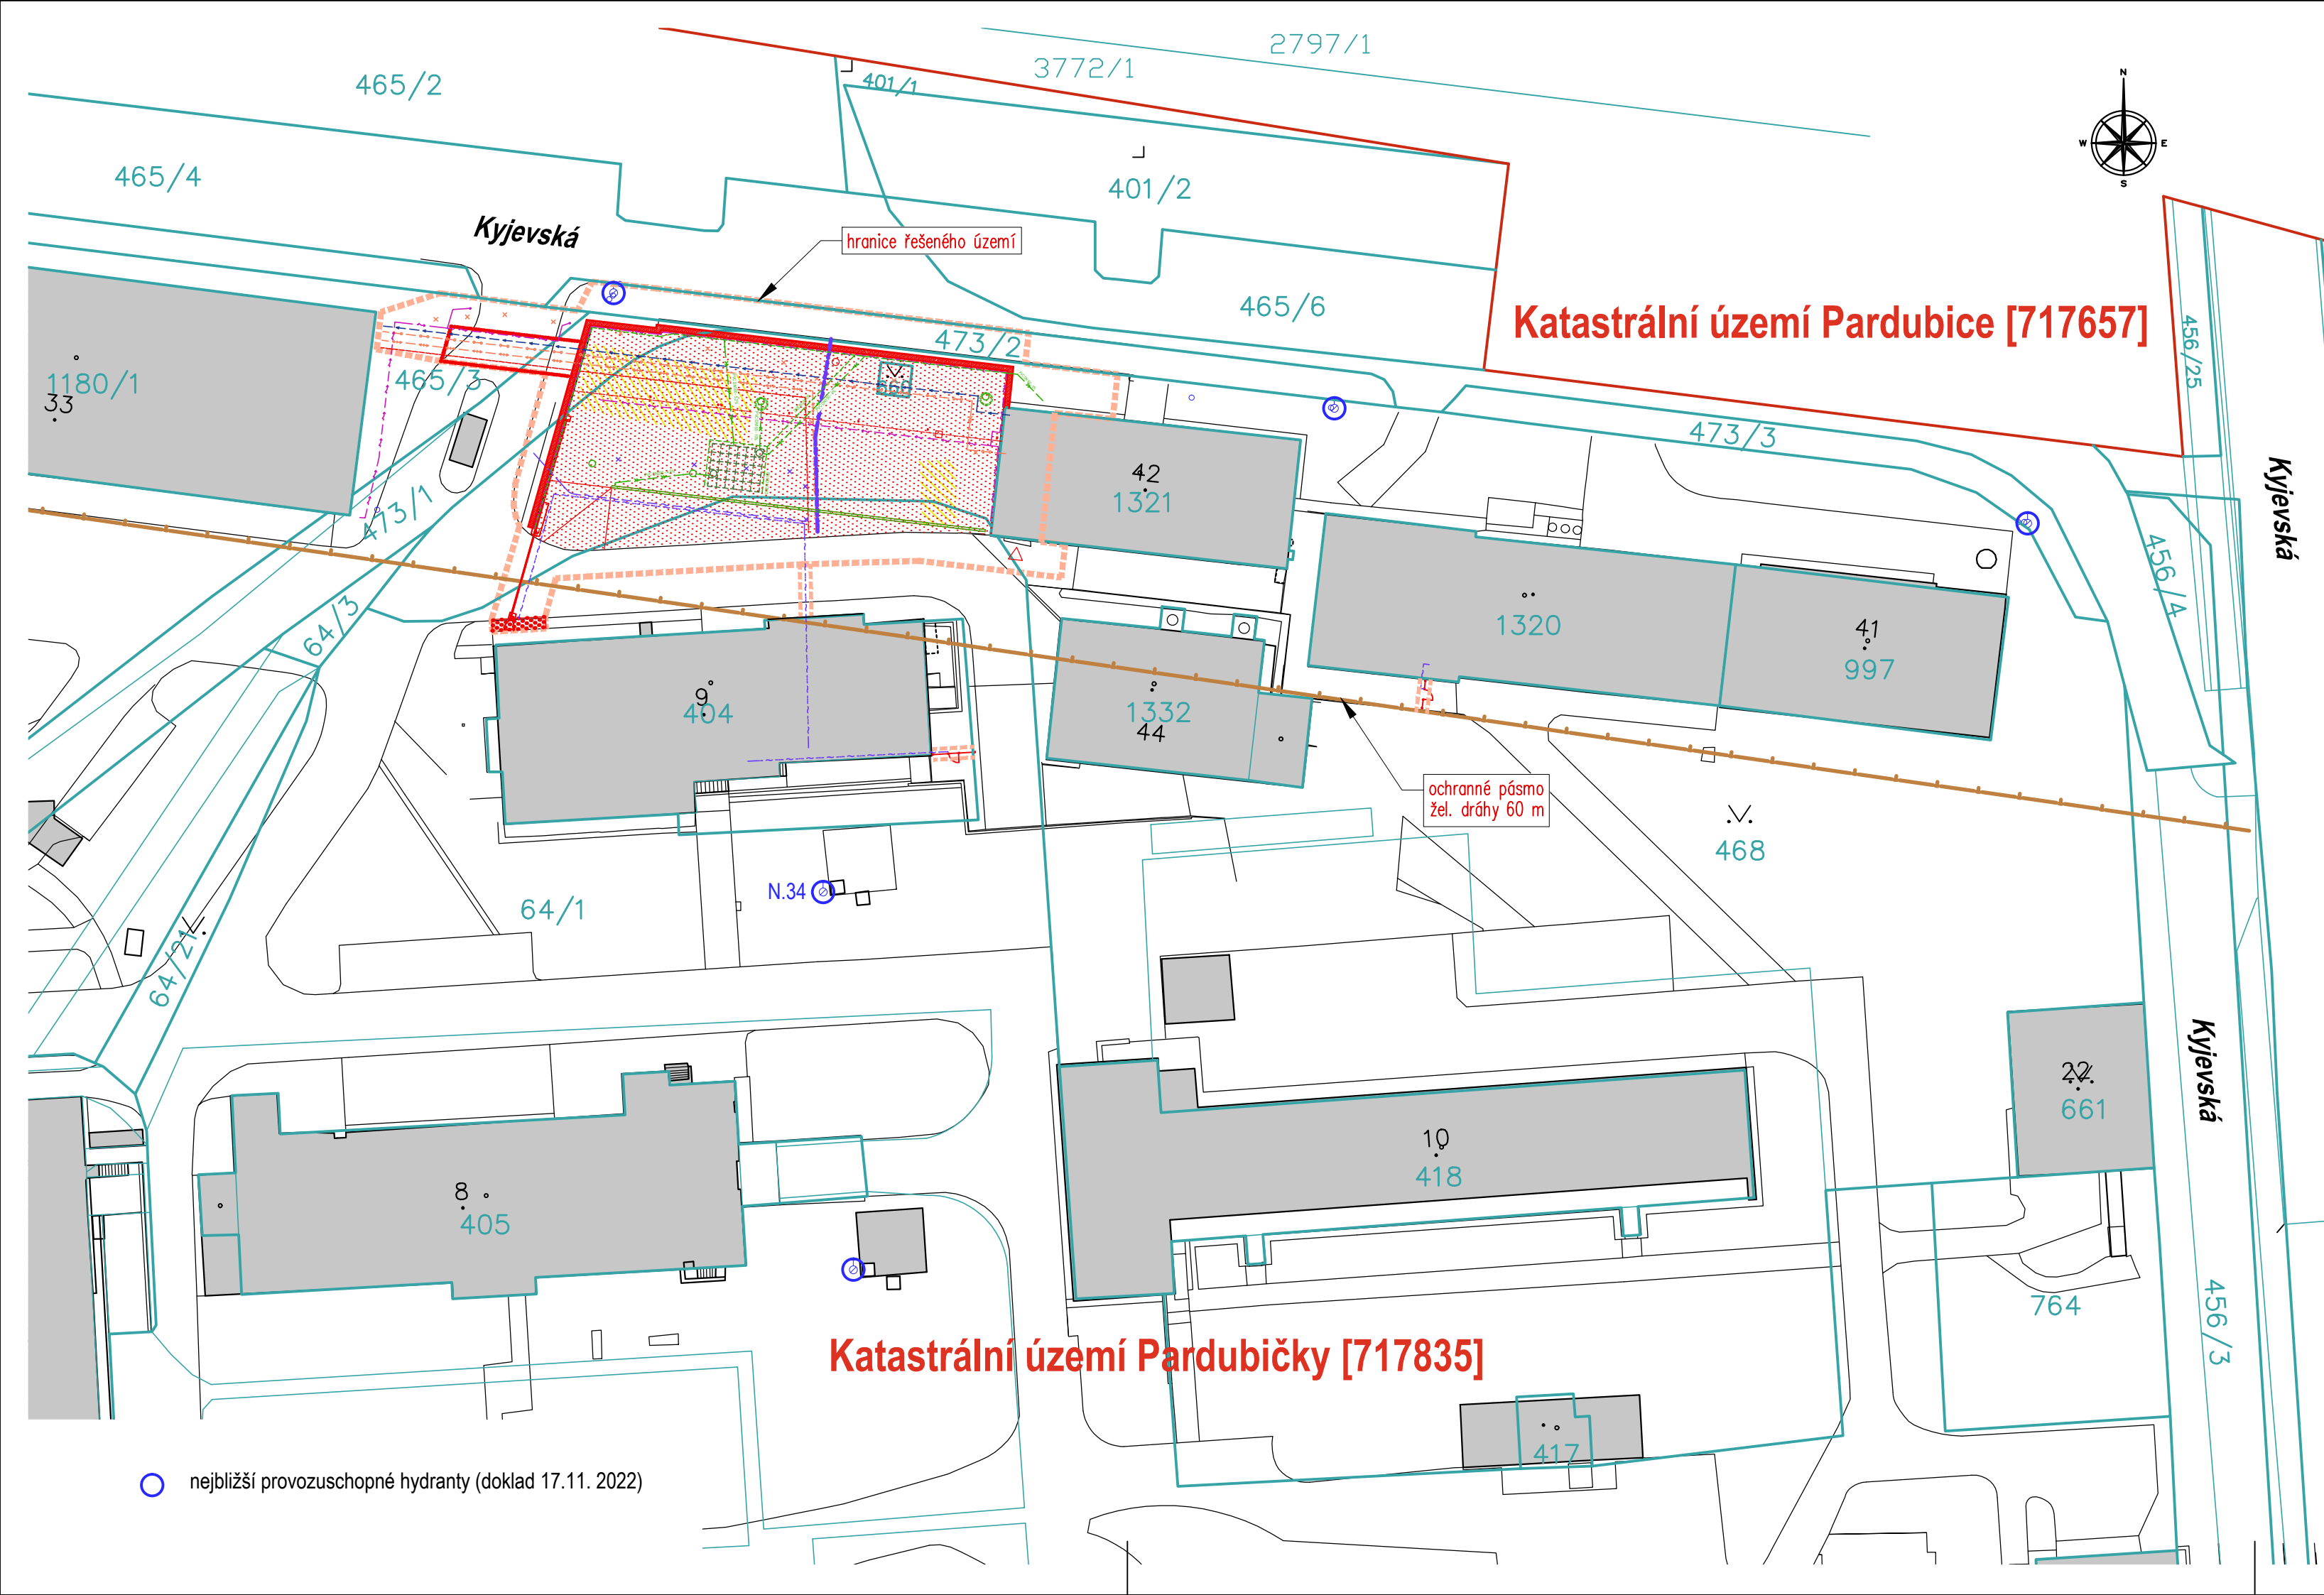 2797/1
3772/1
465/2
401/1
N
W
E
S
465/4
401/2
Kyjevská
hranice řešeného území
465/6
Katastrální území Pardubice [717657]
456/25
473/2
1180/1
33
465/3
669
473/3
Kyjevská
42
1321
473/1
456/4
64/3
1320
41
997
9
404
1332
44
ochranné pásmo
žel. dráhy 60 m
468
N.34
64/1
64/21
Kyjevská
22
661
10
418
8
405
764
456/3
Katastrální území Pardubičky [717835]
417
nejbližší provozuschopné hydranty (doklad 17.11. 2022)